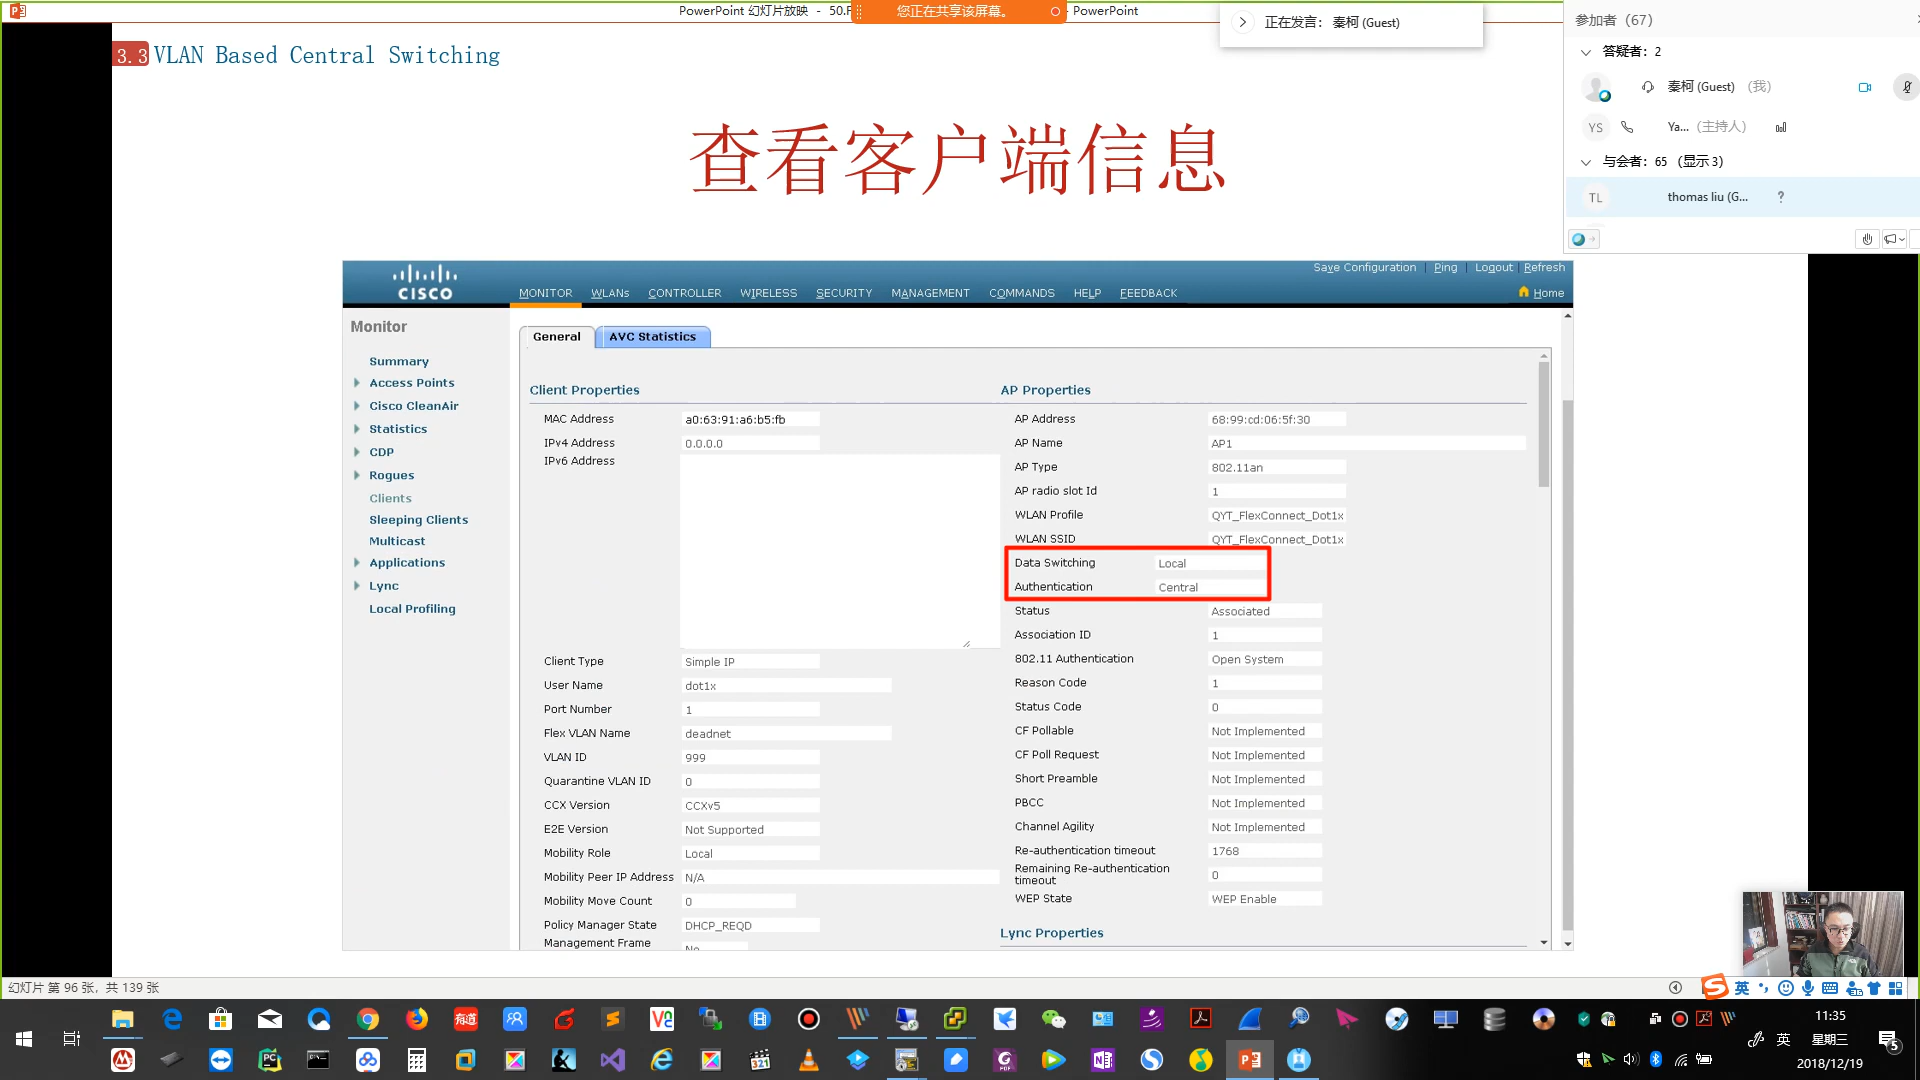 PowerPoint 幻灯片放映 - 50.F
您正在共享该屏幕。
- PowerPoint
正在发言： 秦柯 (Guest)
参加者 (67)
答疑者：2
秦柯 (Guest) （我）
YS Ya... （主持人）
与会者：65 （显示 3）
TL thomas liu (G... ?
3.3 VLAN Based Central Switching
查看客户端信息
CISCO
Save Configuration | Ping | Logout | Refresh
MONITOR WLANs CONTROLLER WIRELESS SECURITY MANAGEMENT COMMANDS HELP FEEDBACK
Home
Monitor
Summary
Access Points
Cisco CleanAir
Statistics
CDP
Rogues
Clients
Sleeping Clients
Multicast
Applications
Lync
Local Profiling
General
AVC Statistics
Client Properties
MAC Address a0:63:91:a6:b5:fb
IPv4 Address 0.0.0.0
IPv6 Address
Client Type Simple IP
User Name dot1x
Port Number 1
Flex VLAN Name deadnet
VLAN ID 999
Quarantine VLAN ID 0
CCX Version CCXv5
E2E Version Not Supported
Mobility Role Local
Mobility Peer IP Address N/A
Mobility Move Count 0
Policy Manager State DHCP_REQD
Management Frame No
AP Properties
AP Address 68:99:cd:06:5f:30
AP Name AP1
AP Type 802.11an
AP radio slot Id 1
WLAN Profile QYT_FlexConnect_Dot1x
WLAN SSID QYT_FlexConnect_Dot1x
Data Switching Local
Authentication Central
Status Associated
Association ID 1
802.11 Authentication Open System
Reason Code 1
Status Code 0
CF Pollable Not Implemented
CF Poll Request Not Implemented
Short Preamble Not Implemented
PBCC Not Implemented
Channel Agility Not Implemented
Re-authentication timeout 1768
Remaining Re-authentication
timeout 0
WEP State WEP Enable
Lync Properties
幻灯片 第 96 张，共 139 张
英
有道
英
11:35
星期三
2018/12/19
5